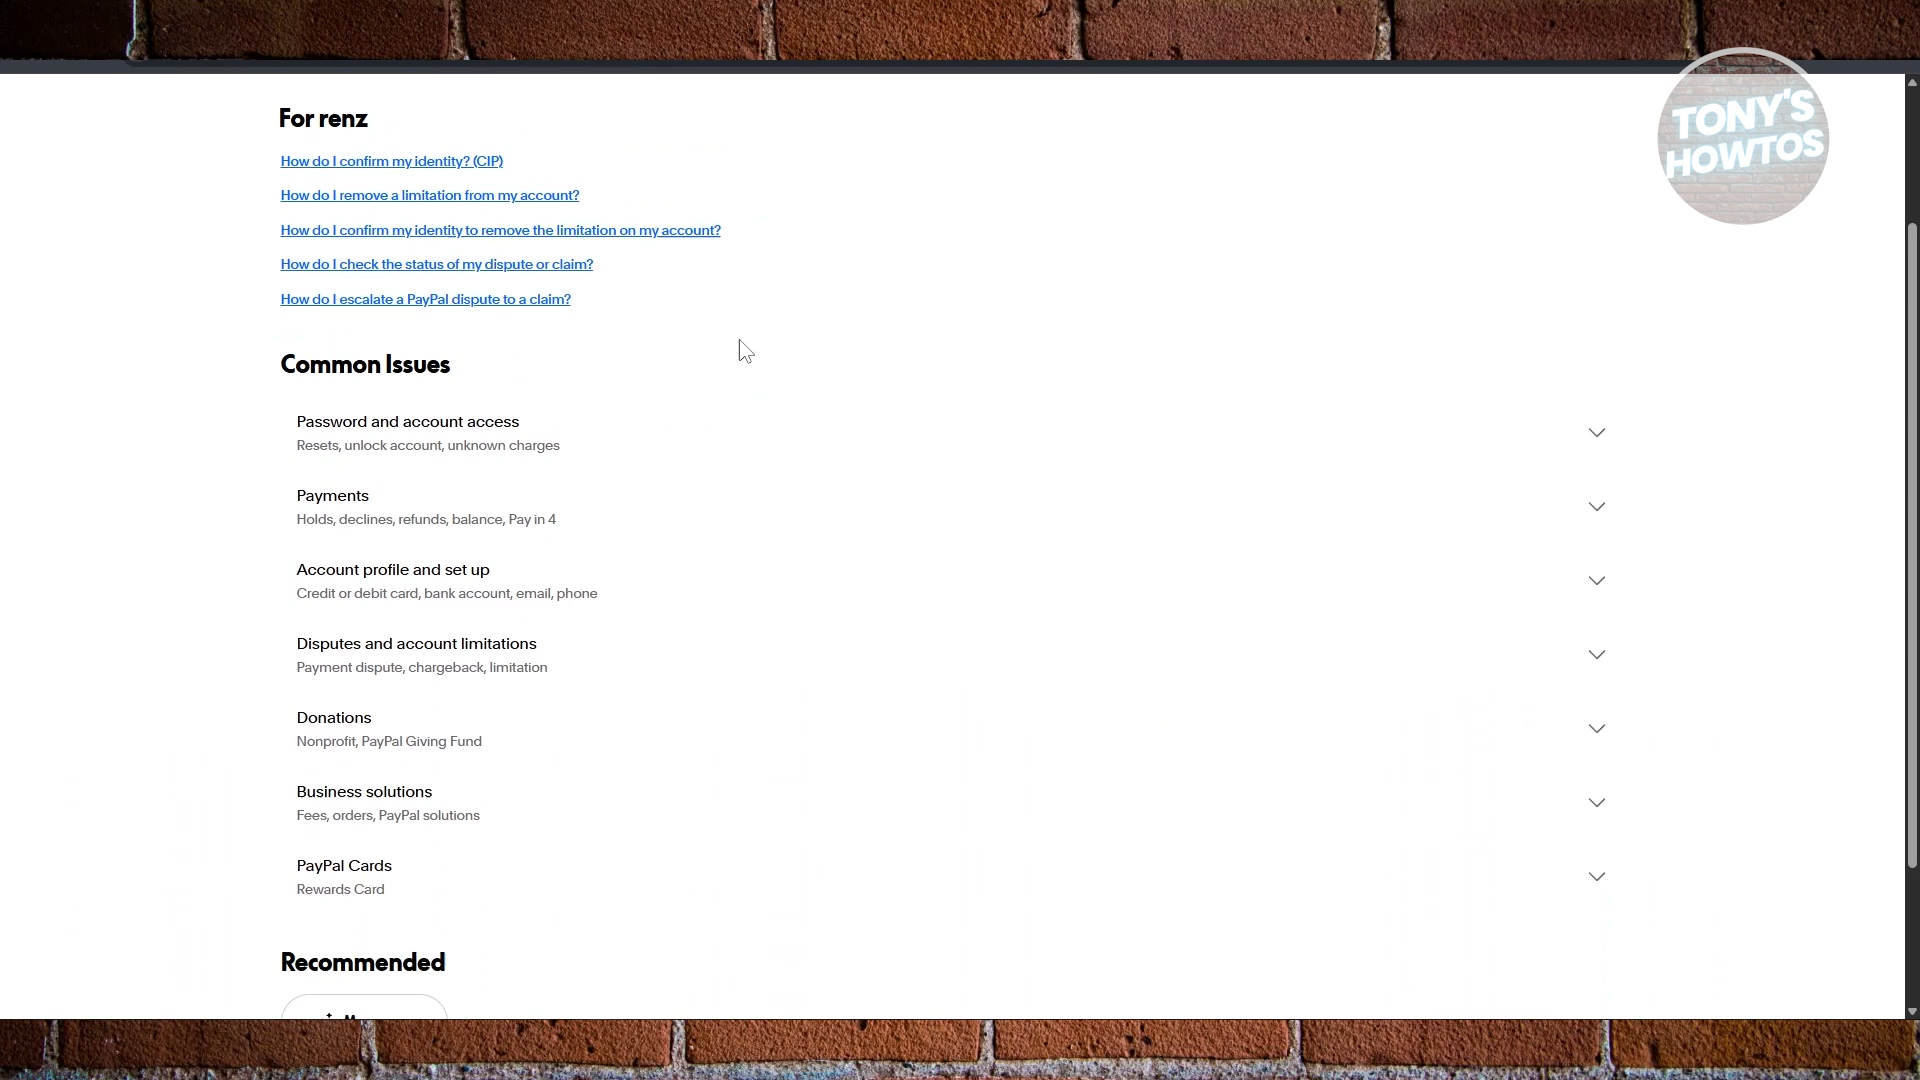 TONY'S
HOWTOS
For renz
How do I confirm my identity? (CIP)
How do I remove a limitation from my account?
How do I confirm my identity to remove the limitation on my account?
How do I check the status of my dispute or claim?
How do I escalate a PayPal dispute to a claim?
Common Issues
Password and account access
Resets, unlock account, unknown charges
Payments
Holds, declines, refunds, balance, Pay in 4
Account profile and set up
Credit or debit card, bank account, email, phone
Disputes and account limitations
Payment dispute, chargeback, limitation
Donations
Nonprofit, PayPal Giving Fund
Business solutions
Fees, orders, PayPal solutions
PayPal Cards
Rewards Card
Recommended